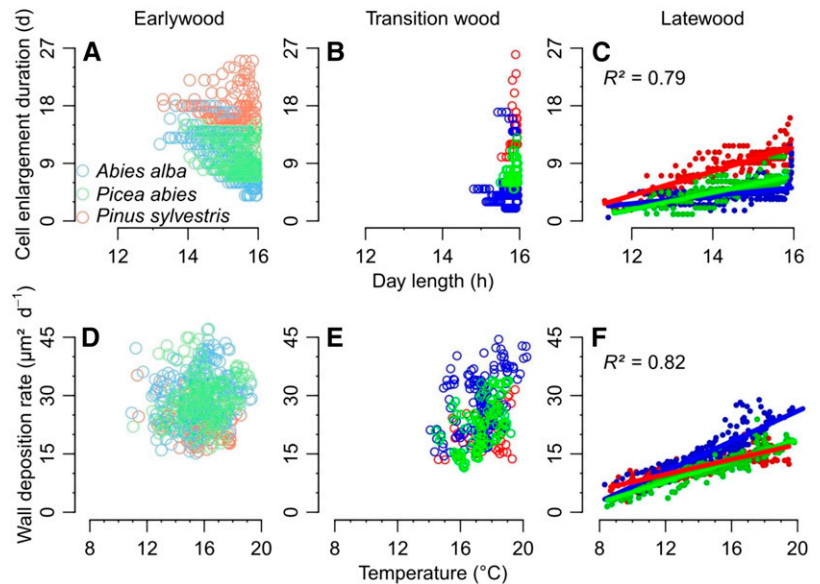 Earlywood
Transition wood
Latewood
Cell enlargement duration (d)
27
18
9
0
A
Abies alba
Picea abies
Pinus sylvestris
12
14
16
27
18
9
0
B
12
14
16
Day length (h)
27
18
9
0
C
R² = 0.79
12
14
16
Wall deposition rate (µm² d⁻¹)
45
30
15
0
D
8
12
16
20
45
30
15
0
E
8
12
16
20
Temperature (°C)
45
30
15
0
F
R² = 0.82
8
12
16
20